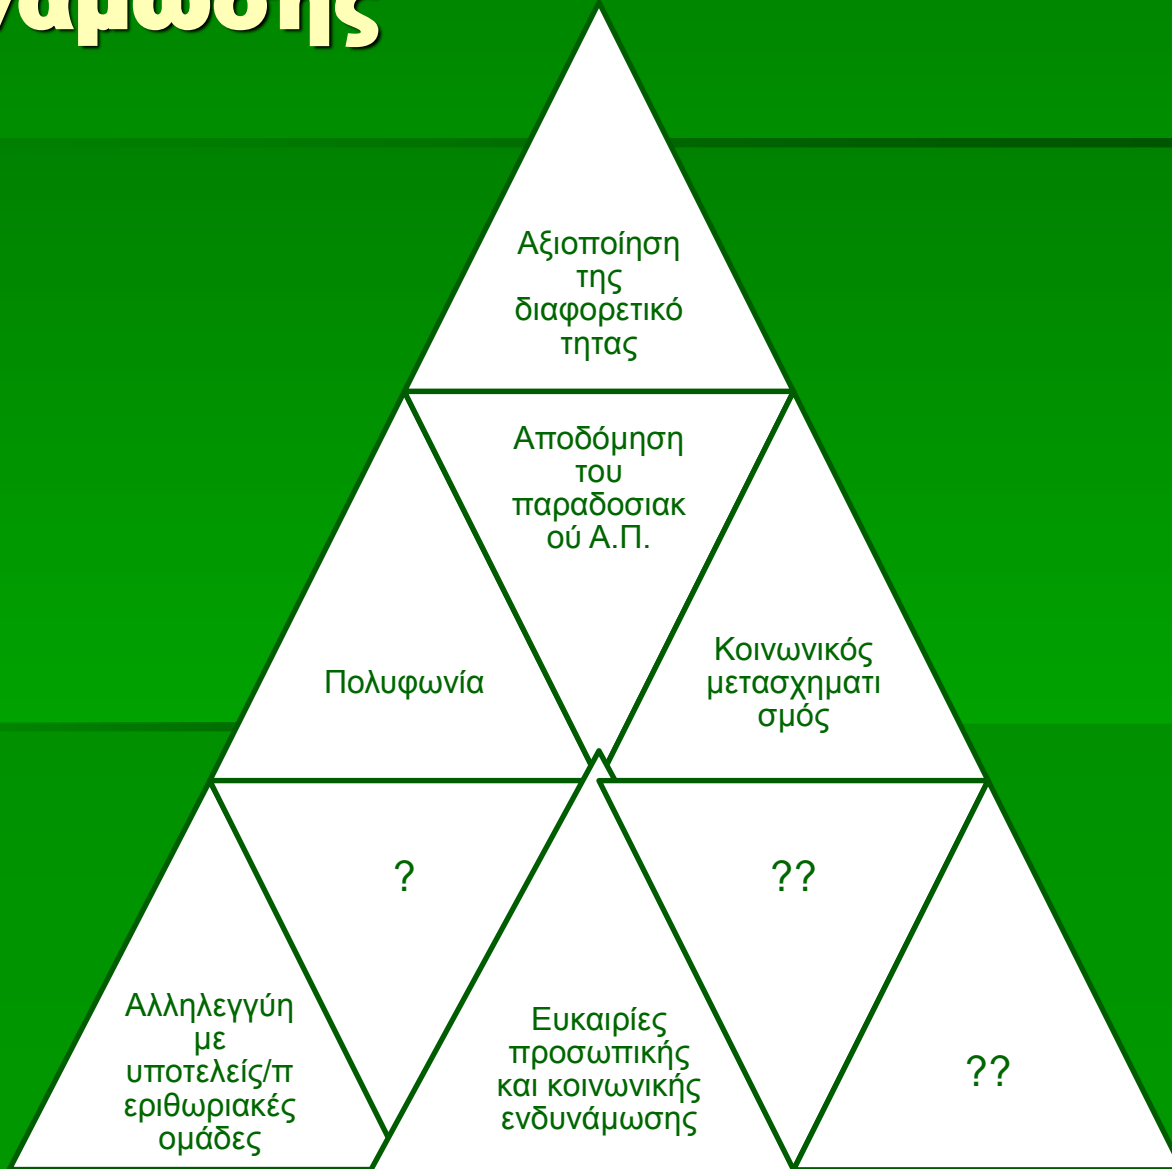 Αξιοποίηση
της
διαφορετικό
τητας
Αποδόμηση
του
παραδοσιακ
ού Α.Π.
Πολυφωνία
Κοινωνικός
μετασχηματι
σμός
?
??
Αλληλεγγύη
με
υποτελείς/π
εριθωριακές
ομάδες
Ευκαιρίες
προσωπικής
και κοινωνικής
ενδυνάμωσης
??